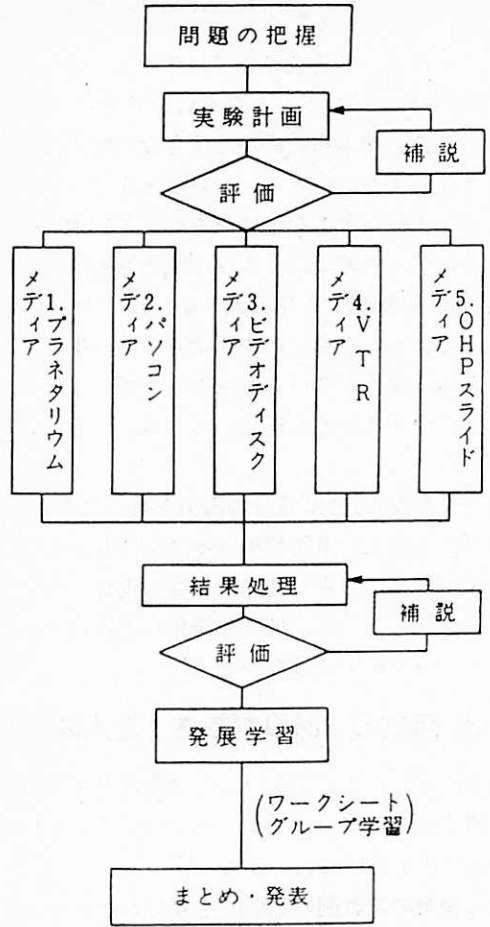 問題の把握
実験計画
補説
評価
メディア
1.プラネタリウム
メディア
2.パソコン
メディア
3.ビデオディスク
メディア
4.VTR
メディア
5.OHPスライド
結果処理
補説
評価
発展学習
(ワークシート
グループ学習)
まとめ・発表